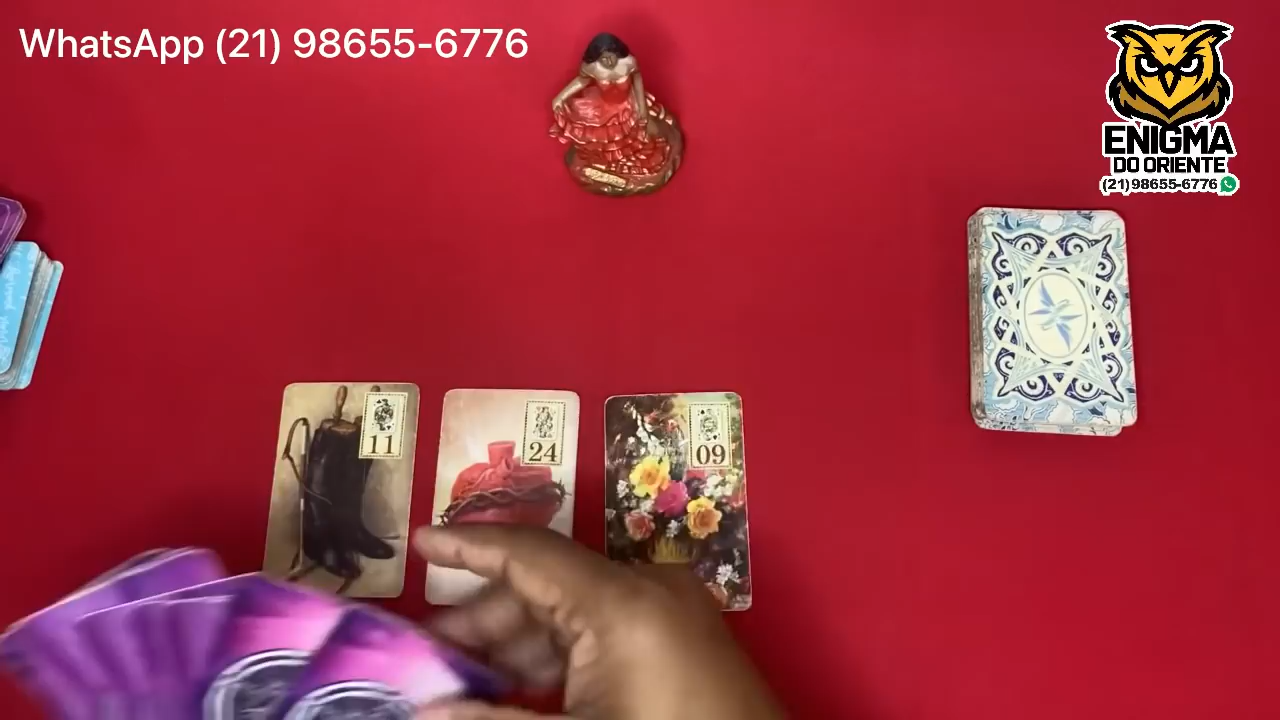 WhatsApp (21) 98655-6776
ENIGMA
DO ORIENTE
(21) 98655-6776
11
24
09